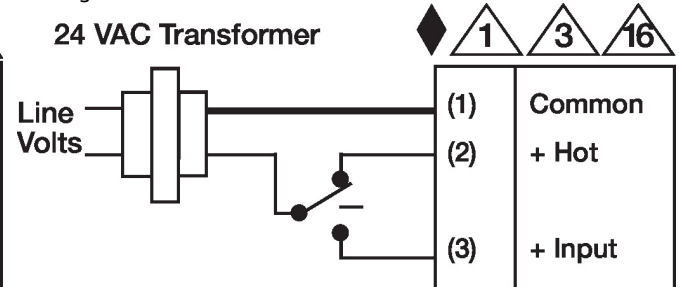 24 VAC Transformer
1 3 16
Line
Volts
(1) Common
(2) + Hot
(3) + Input